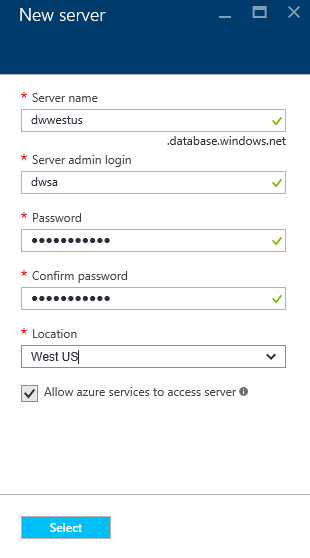 New server
* Server name
dwwestus
.database.windows.net
* Server admin login
dwsa
* Password
•••••••••••
* Confirm password
•••••••••••
* Location
West US
Allow azure services to access server
Select